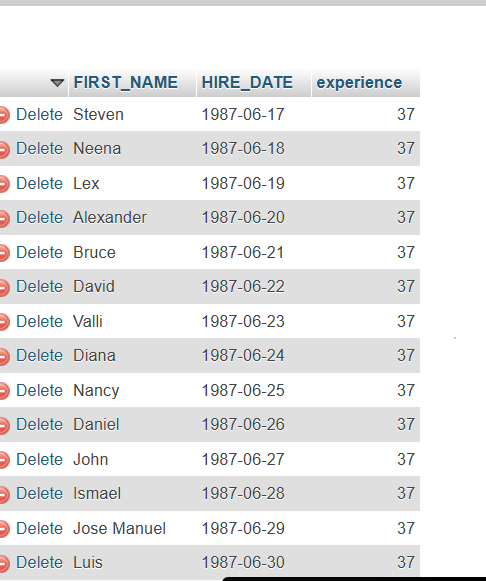 FIRST_NAME HIRE_DATE experience
Delete Steven 1987-06-17 37
Delete Neena 1987-06-18 37
Delete Lex 1987-06-19 37
Delete Alexander 1987-06-20 37
Delete Bruce 1987-06-21 37
Delete David 1987-06-22 37
Delete Valli 1987-06-23 37
Delete Diana 1987-06-24 37
Delete Nancy 1987-06-25 37
Delete Daniel 1987-06-26 37
Delete John 1987-06-27 37
Delete Ismael 1987-06-28 37
Delete Jose Manuel 1987-06-29 37
Delete Luis 1987-06-30 37